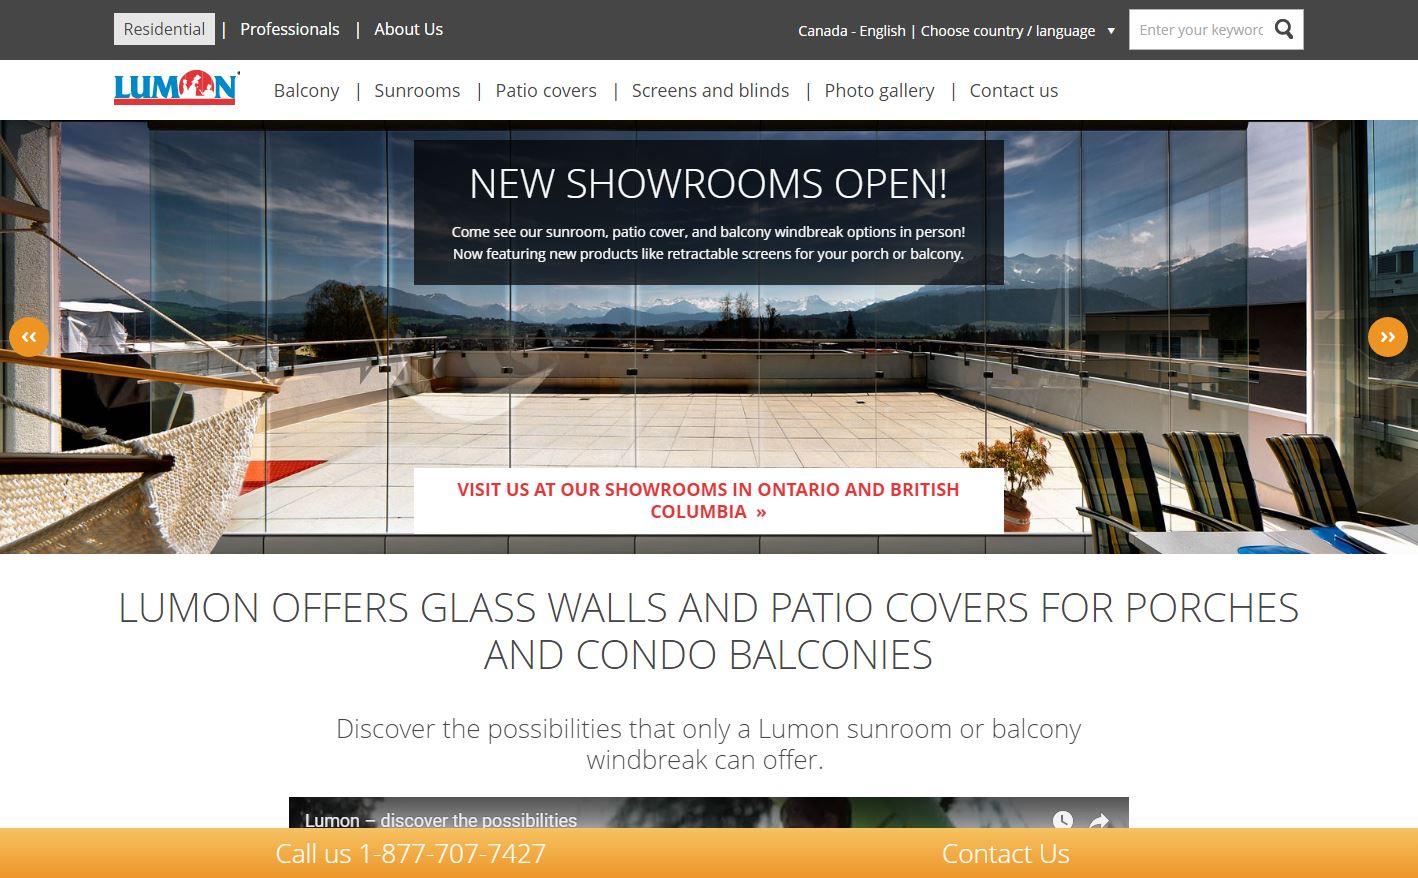 Residential | Professionals | About Us
Canada - English | Choose country / language
Enter your keyword
LUMON
Balcony | Sunrooms | Patio covers | Screens and blinds | Photo gallery | Contact us
NEW SHOWROOMS OPEN!
Come see our sunroom, patio cover, and balcony windbreak options in person!
Now featuring new products like retractable screens for your porch or balcony.
«
»
VISIT US AT OUR SHOWROOMS IN ONTARIO AND BRITISH
COLUMBIA »
LUMON OFFERS GLASS WALLS AND PATIO COVERS FOR PORCHES
AND CONDO BALCONIES
Discover the possibilities that only a Lumon sunroom or balcony
windbreak can offer.
Lumon – discover the possibilities
Call us 1-877-707-7427
Contact Us